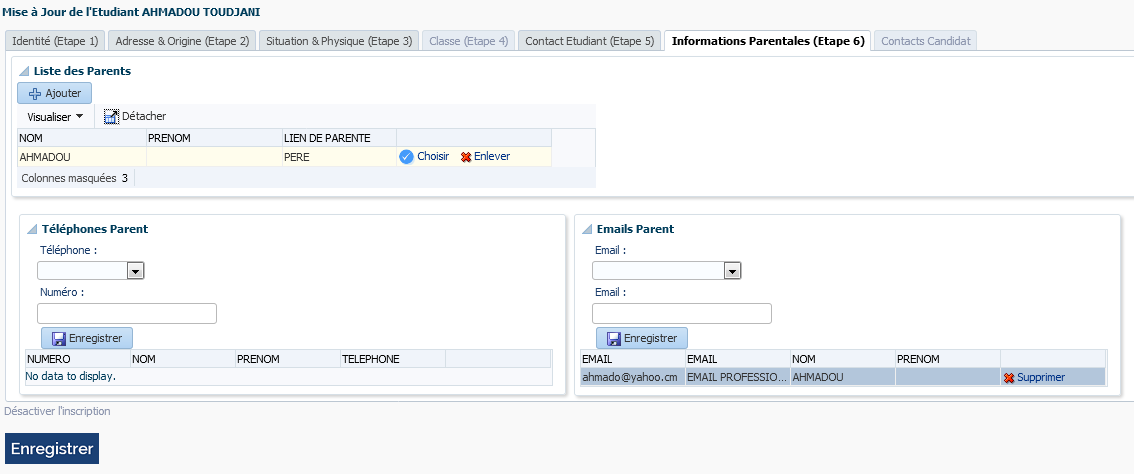 Mise à Jour de l'Etudiant AHMADOU TOUDJANI
Identité (Etape 1) Adresse & Origine (Etape 2) Situation & Physique (Etape 3) Classe (Etape 4) Contact Etudiant (Etape 5) Informations Parentales (Etape 6) Contacts Candidat
Liste des Parents
Ajouter
Visualiser Détacher
NOM PRENOM LIEN DE PARENTE
AHMADOU PERE Choisir Enlever
Colonnes masquées 3
Téléphones Parent
Téléphone :
Numéro :
Enregistrer
NUMERO NOM PRENOM TELEPHONE
No data to display.
Emails Parent
Email :
Email :
Enregistrer
EMAIL EMAIL NOM PRENOM
ahmado@yahoo.cm EMAIL PROFESSIO... AHMADOU Supprimer
Désactiver l'inscription
Enregistrer